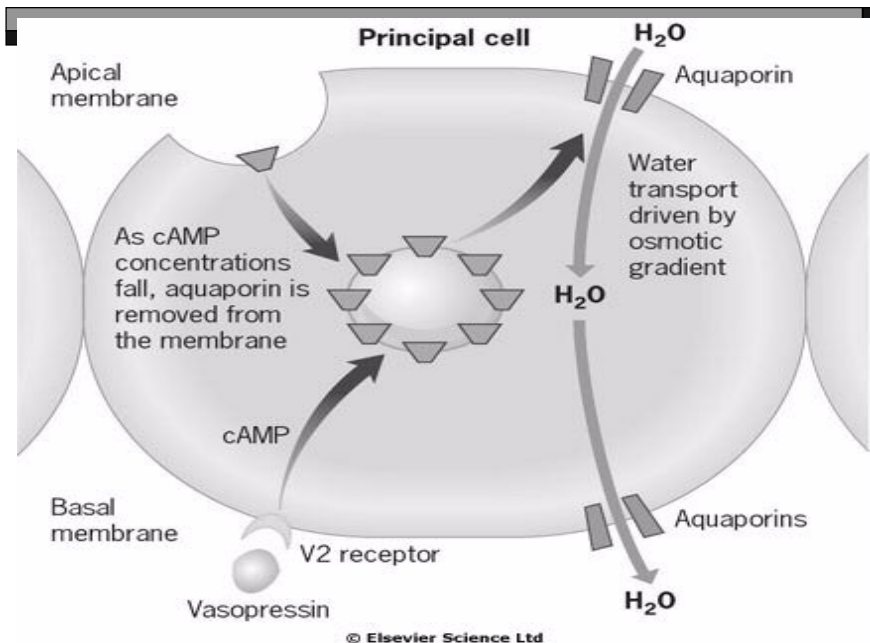 Principal cell
H₂O
Apical
membrane
Aquaporin
Water
transport
driven by
osmotic
gradient
As cAMP
concentrations
fall, aquaporin is
removed from
the membrane
H₂O
cAMP
Basal
membrane
V2 receptor
Vasopressin
Aquaporins
H₂O
© Elsevier Science Ltd